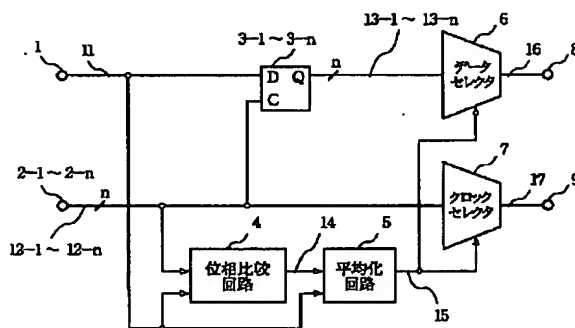 3-1～3-n 13-1～13-n 6
1 11 16 8
D Q n データ
C セレクタ
2-1～2-n 7
n 17 9
クロック
セレクタ
12-1～12-n 4 14 5
位相比較 平均化
回路 回路
15